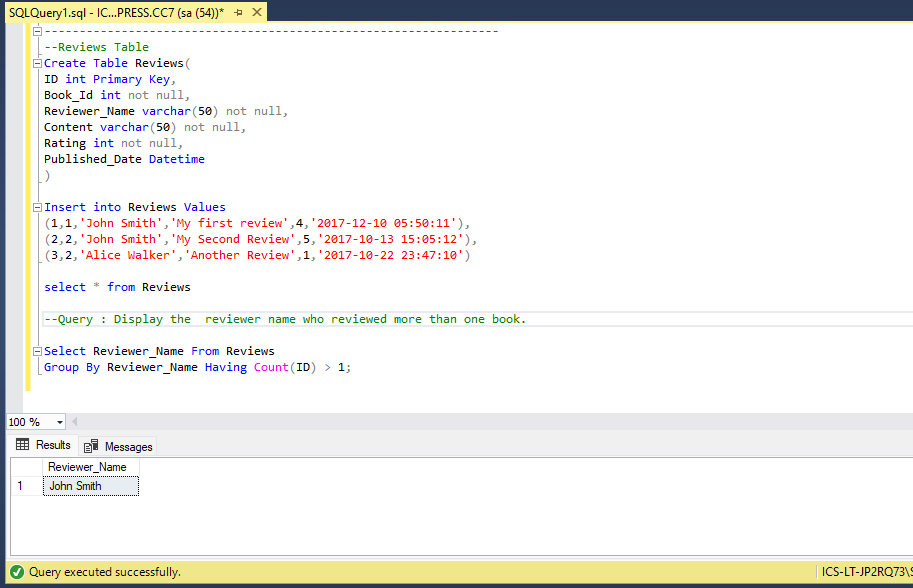 SQLQuery1.sql - IC...PRESS.CC7 (sa (54))*
------------------------------------------------------------------
--Reviews Table
Create Table Reviews(
ID int Primary Key,
Book_Id int not null,
Reviewer_Name varchar(50) not null,
Content varchar(50) not null,
Rating int not null,
Published_Date Datetime
)
Insert into Reviews Values
(1,1,'John Smith','My first review',4,'2017-12-10 05:50:11'),
(2,2,'John Smith','My Second Review',5,'2017-10-13 15:05:12'),
(3,2,'Alice Walker','Another Review',1,'2017-10-22 23:47:10')
select * from Reviews
--Query : Display the  reviewer name who reviewed more than one book.
Select Reviewer_Name From Reviews
Group By Reviewer_Name Having Count(ID) > 1;
100 %
Results Messages
Reviewer_Name
1 John Smith
Query executed successfully. ICS-LT-JP2RQ73\S